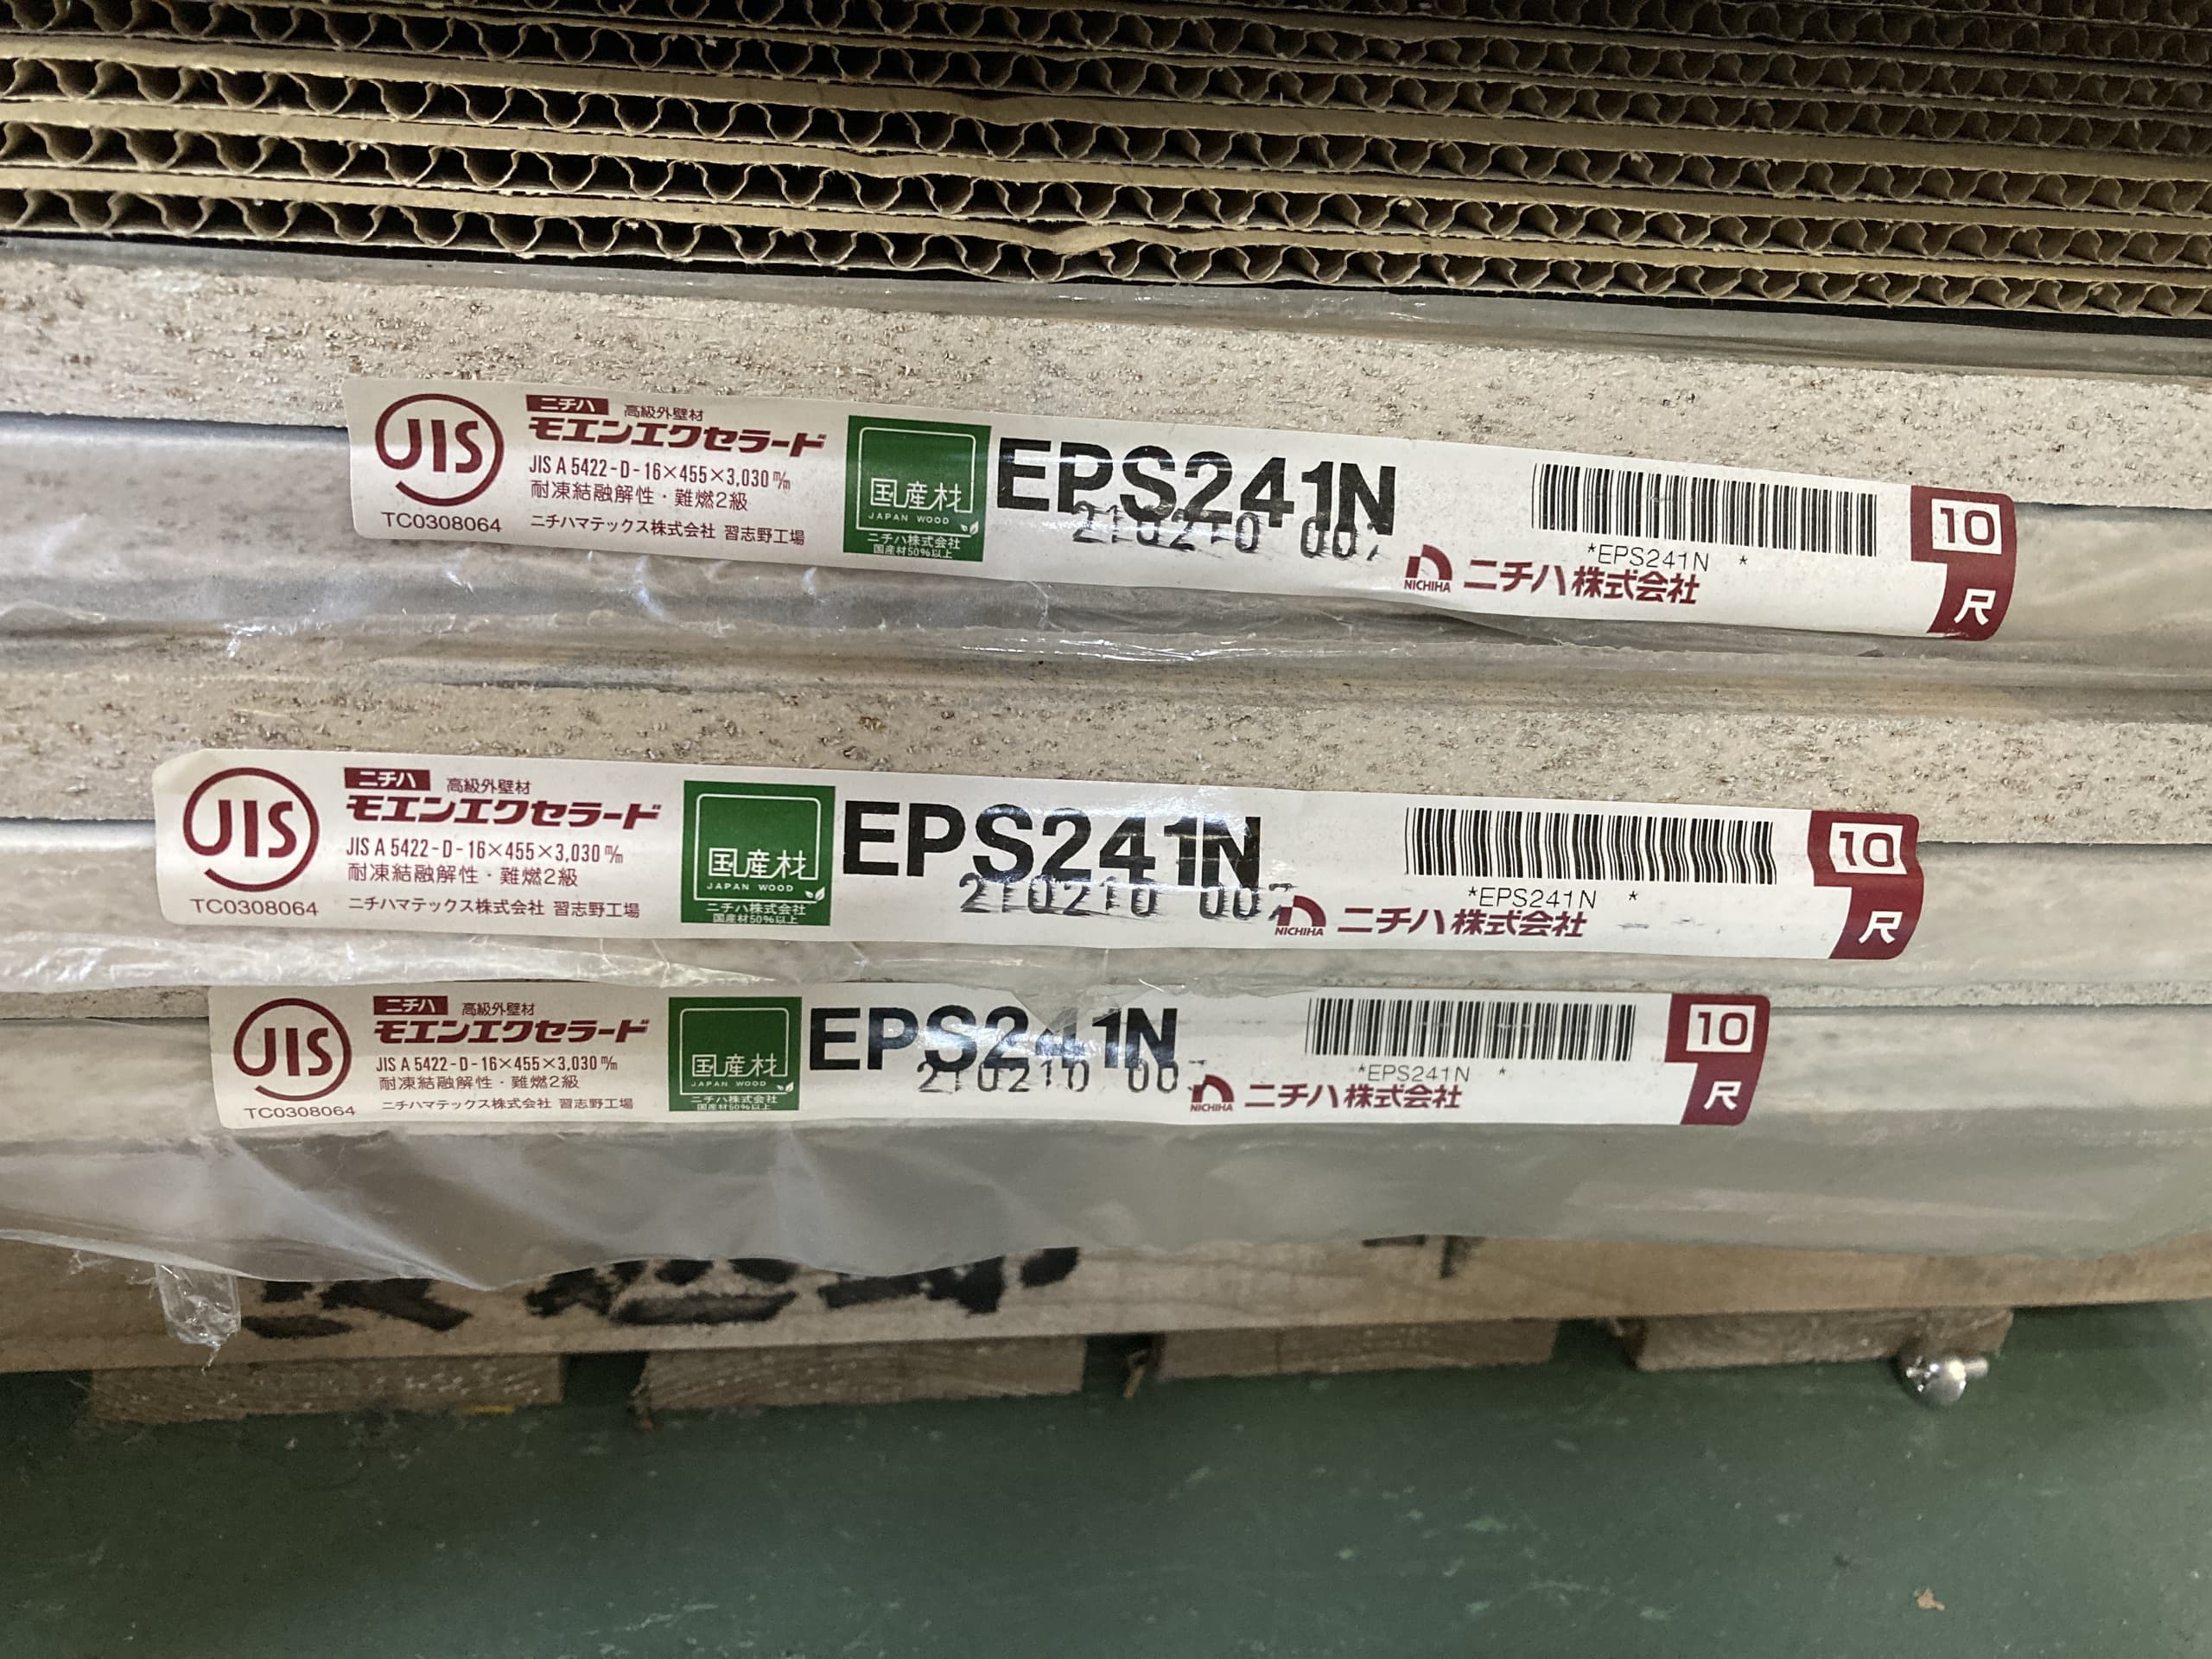 JIS
TC0308064
ニチハ 高級外壁材
モエンエクセラード
JIS A 5422-D-16×455×3,030 m/m
耐凍結融解性・難燃2級
ニチハマテックス株式会社 習志野工場
国産材
JAPAN WOOD
ニチハ株式会社
国産材50%以上
EPS241N
210210 00
*EPS241N *
NICHIHA ニチハ株式会社
10
尺
JIS
TC0308064
ニチハ 高級外壁材
モエンエクセラード
JIS A 5422-D-16×455×3,030 m/m
耐凍結融解性・難燃2級
ニチハマテックス株式会社 習志野工場
国産材
JAPAN WOOD
ニチハ株式会社
国産材50%以上
EPS241N
210210 00
*EPS241N *
NICHIHA ニチハ株式会社
10
尺
JIS
TC0308064
ニチハ 高級外壁材
モエンエクセラード
JIS A 5422-D-16×455×3,030 m/m
耐凍結融解性・難燃2級
ニチハマテックス株式会社 習志野工場
国産材
JAPAN WOOD
ニチハ株式会社
国産材50%以上
EPS241N
210210 00
*EPS241N *
NICHIHA ニチハ株式会社
10
尺